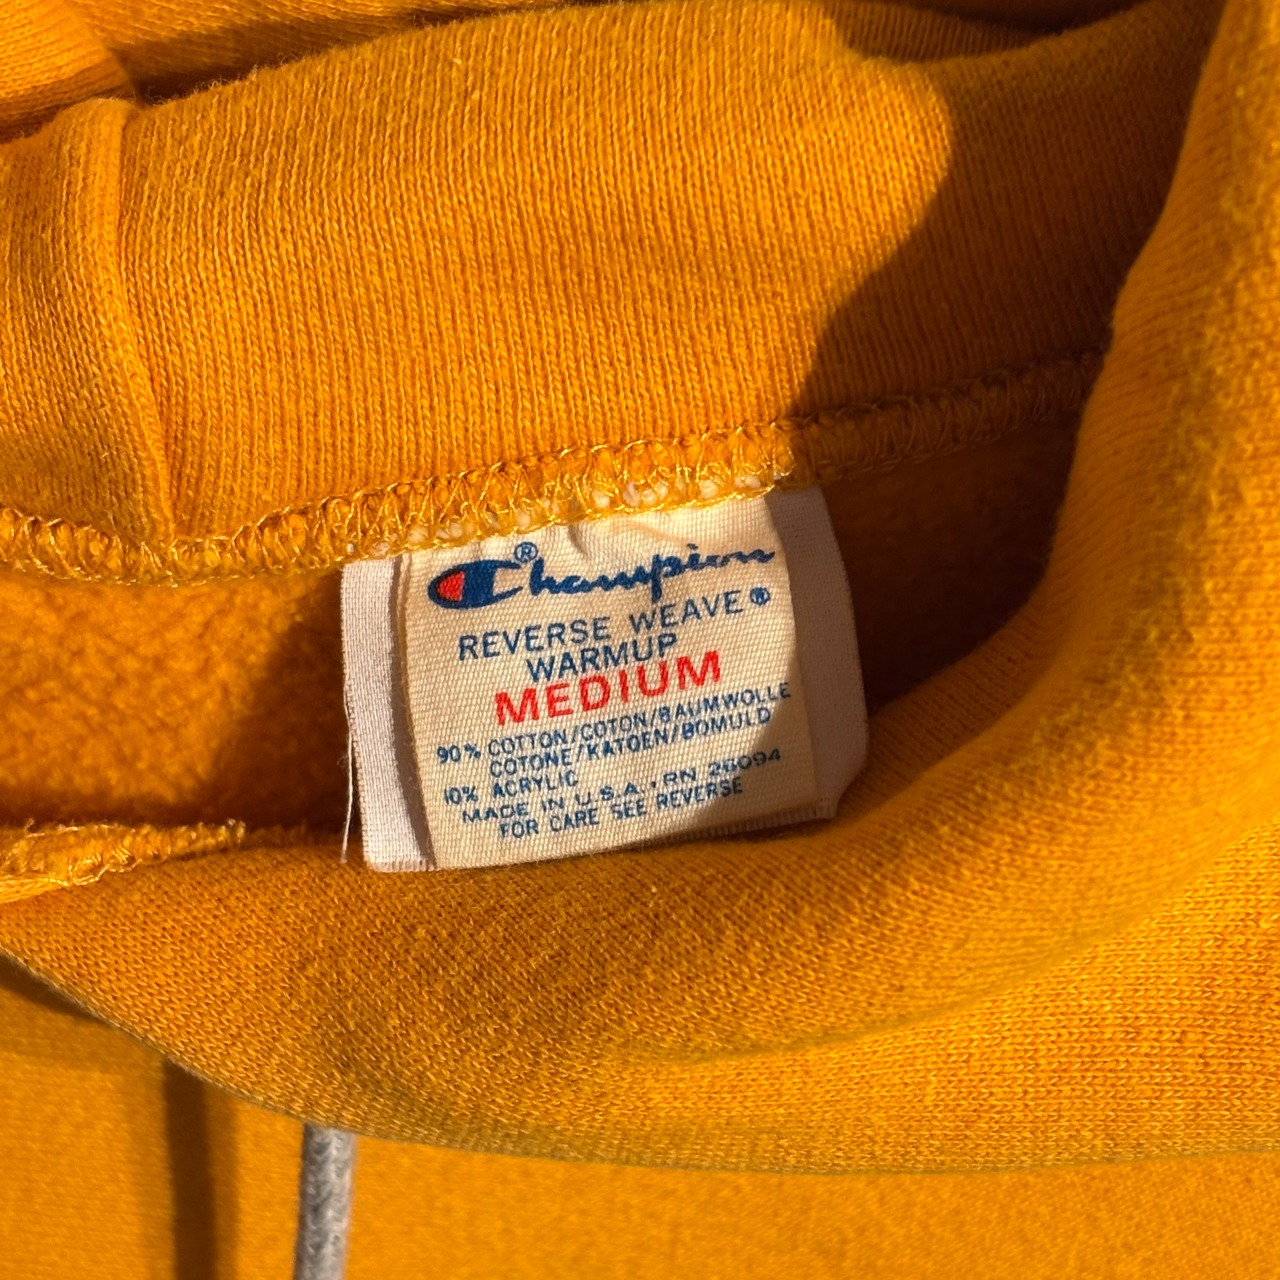 Champion®
REVERSE WEAVE®
WARMUP
MEDIUM
90% COTTON/COTON/BAUMWOLLE
COTONE/KATOEN/BOMULD
10% ACRYLIC
MADE IN U.S.A. · RN 26094
FOR CARE SEE REVERSE